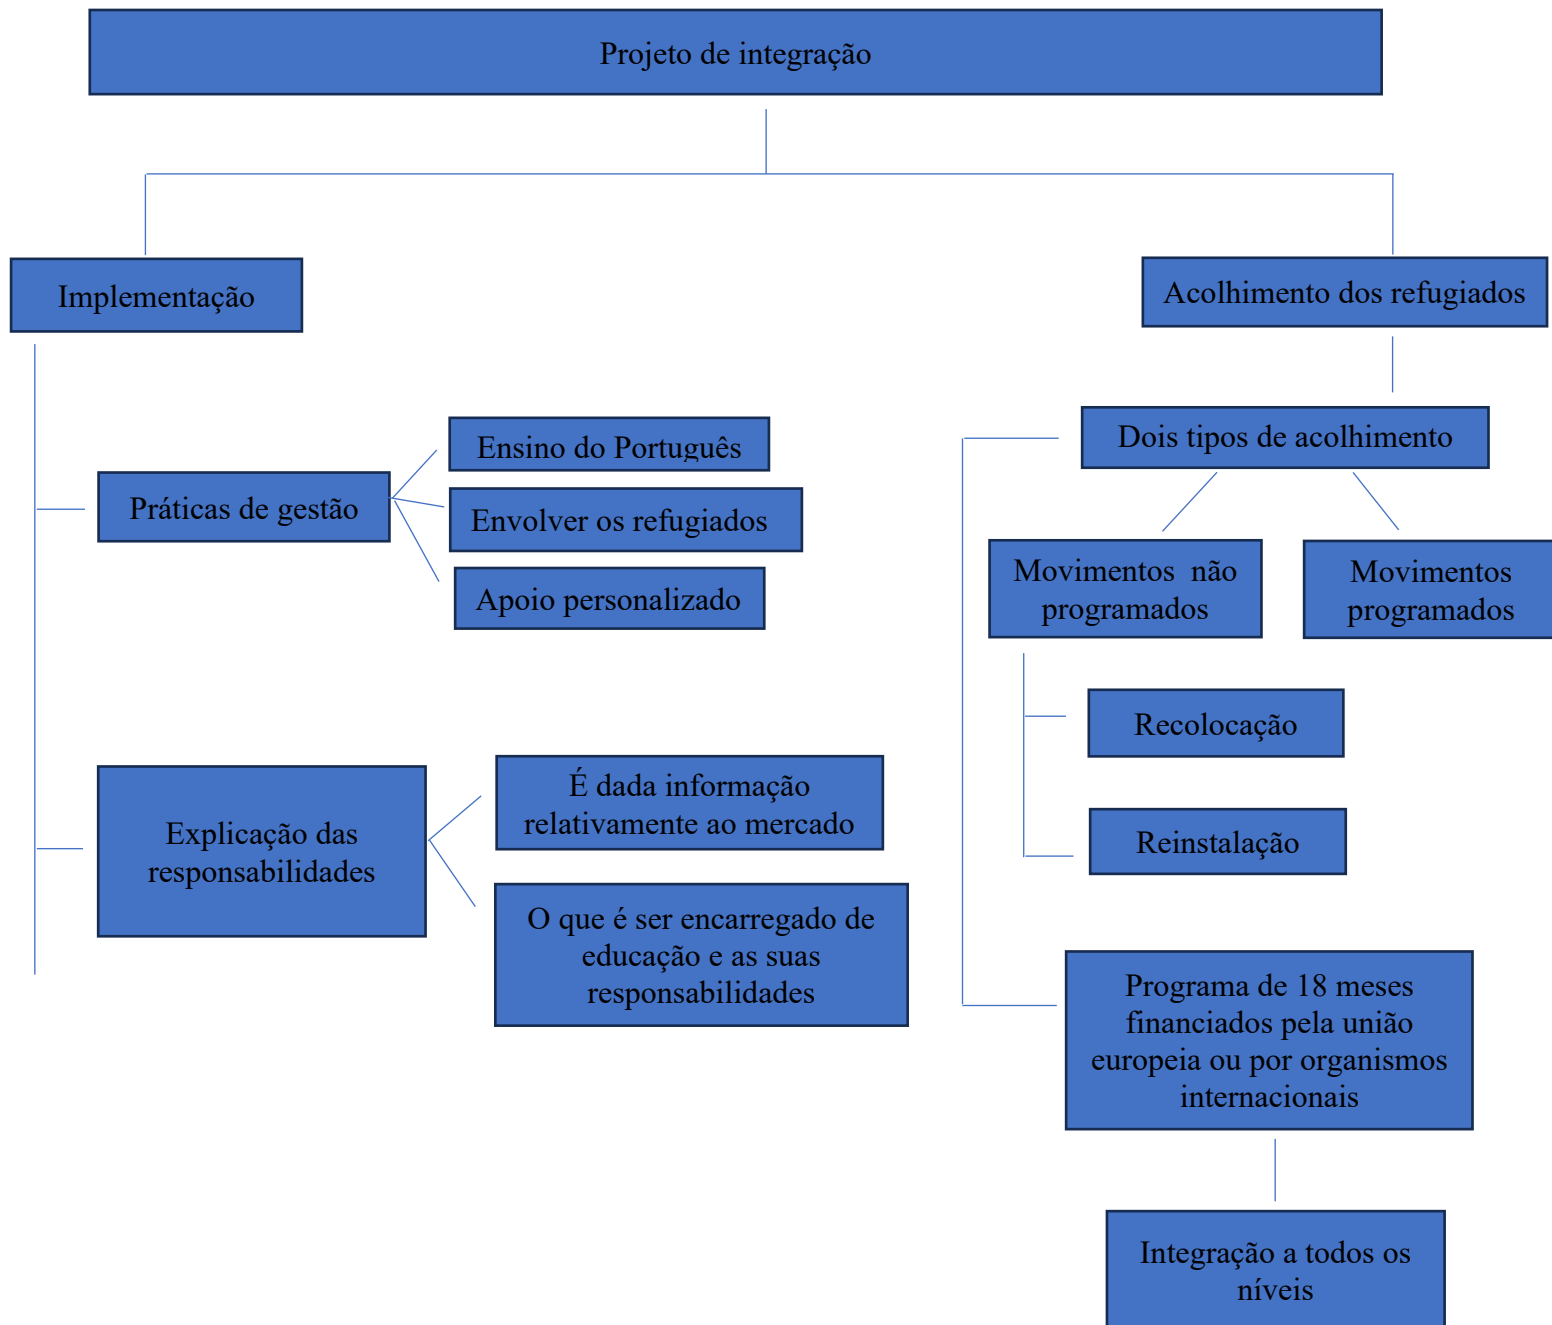 Projeto de integração
Implementação
Acolhimento dos refugiados
Práticas de gestão
Ensino do Português
Envolver os refugiados
Apoio personalizado
Explicação das
responsabilidades
É dada informação
relativamente ao mercado
O que é ser encarregado de
educação e as suas
responsabilidades
Dois tipos de acolhimento
Movimentos não
programados
Movimentos
programados
Recolocação
Reinstalação
Programa de 18 meses
financiados pela união
europeia ou por organismos
internacionais
Integração a todos os
níveis